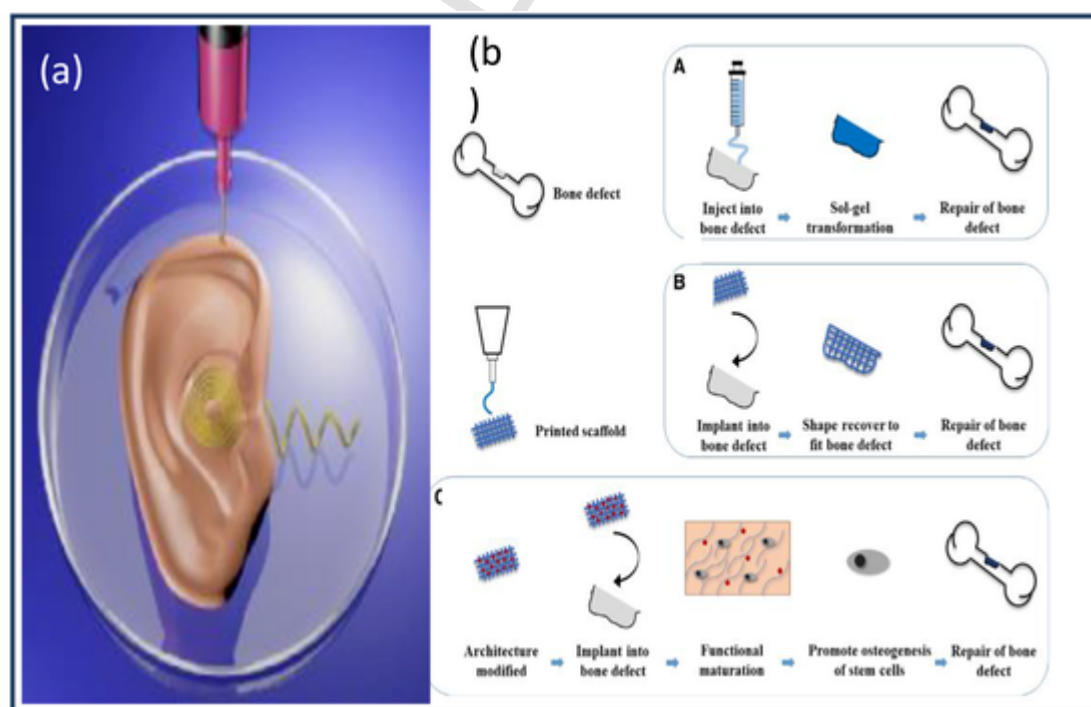 (a)
(b
)
Bone defect
Printed scaffold
A
Inject into
bone defect
Sol-gel
transformation
Repair of bone
defect
B
Implant into
bone defect
Shape recover to
fit bone defect
Repair of bone
defect
C
Architecture
modified
Implant into
bone defect
Functional
maturation
Promote osteogenesis
of stem cells
Repair of bone
defect